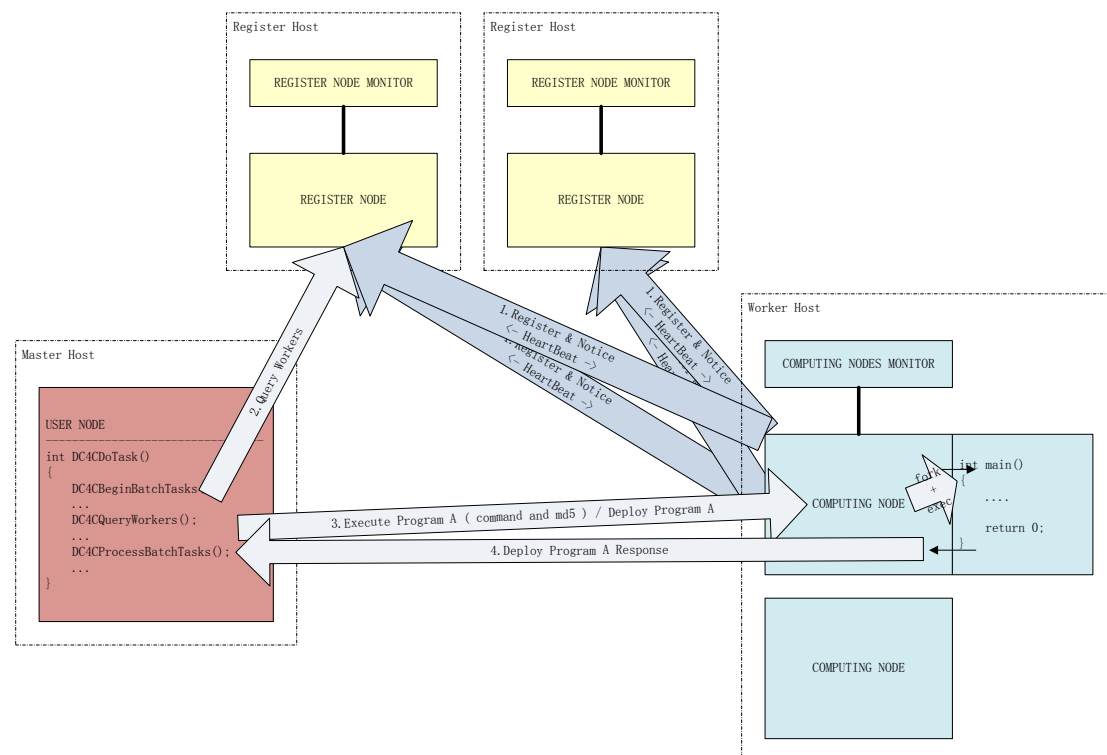 Register Host
REGISTER NODE MONITOR
REGISTER NODE
Register Host
REGISTER NODE MONITOR
REGISTER NODE
1.Register & Notice
<- HeartBeat ->
Register & Notice
<- HeartBeat ->
1.Register & Notice
<- HeartBeat ->
2.Query Workers
Master Host
USER NODE
int DC4CDoTask()
{
DC4CBeginBatchTasks
...
DC4CQueryWorkers();
...
DC4CProcessBatchTasks();
...
}
3.Execute Program A ( command and md5 ) / Deploy Program A
4.Deploy Program A Response
Worker Host
COMPUTING NODES MONITOR
COMPUTING NODE
fork
+
exec
int main()
{
....
return 0;
}
COMPUTING NODE